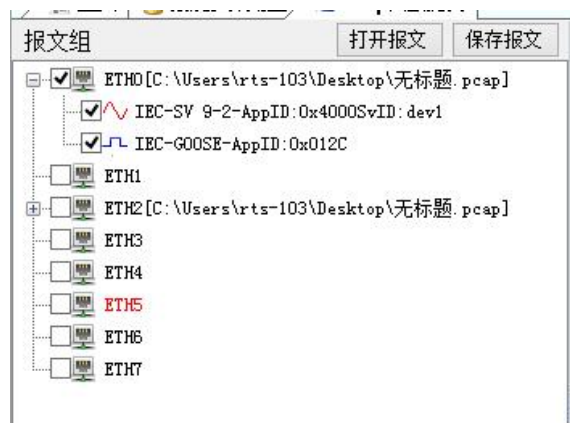 报文组 打开报文 保存报文
ETH0[C:\Users\rts-103\Desktop\无标题.pcap]
IEC-SV 9-2-AppID:0x4000SvID:dev1
IEC-GOOSE-AppID:0x012C
ETH1
ETH2[C:\Users\rts-103\Desktop\无标题.pcap]
ETH3
ETH4
ETH5
ETH6
ETH7